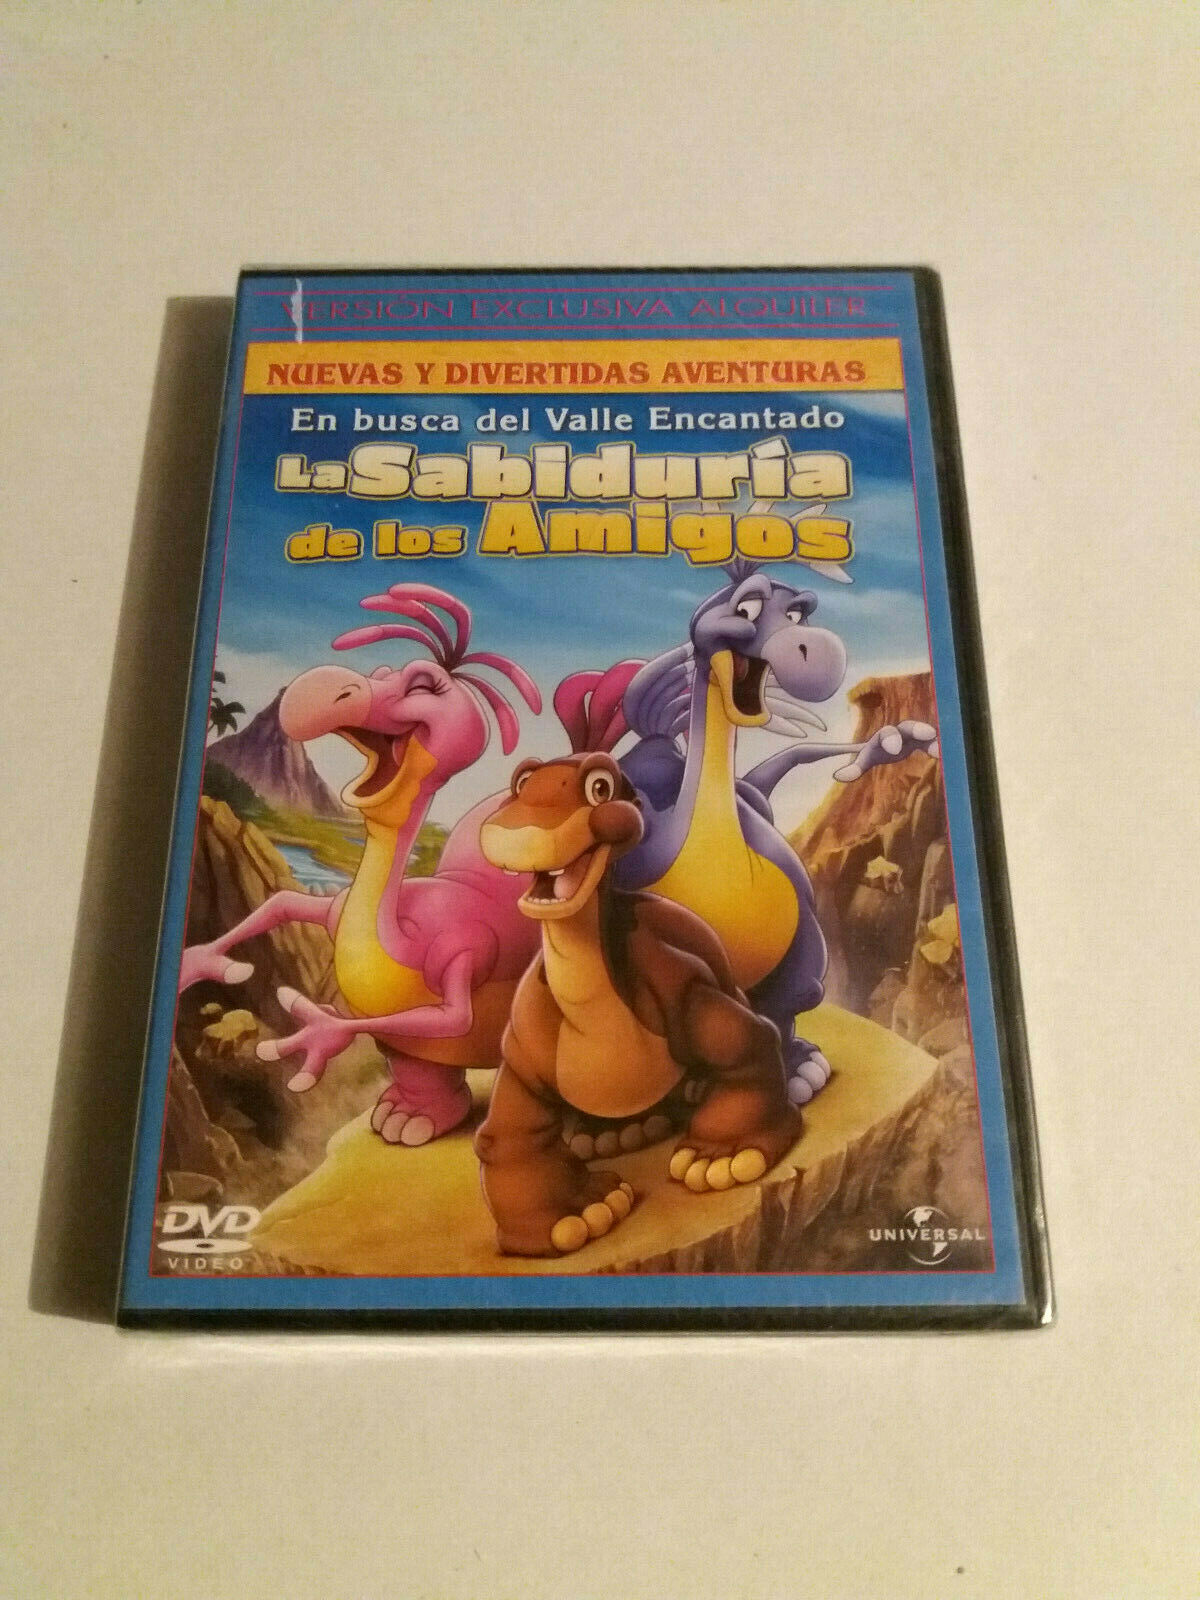 VERSIÓN EXCLUSIVA ALQUILER
NUEVAS Y DIVERTIDAS AVENTURAS
En busca del Valle Encantado
La Sabiduría
de los Amigos
DVD
VIDEO
UNIVERSAL